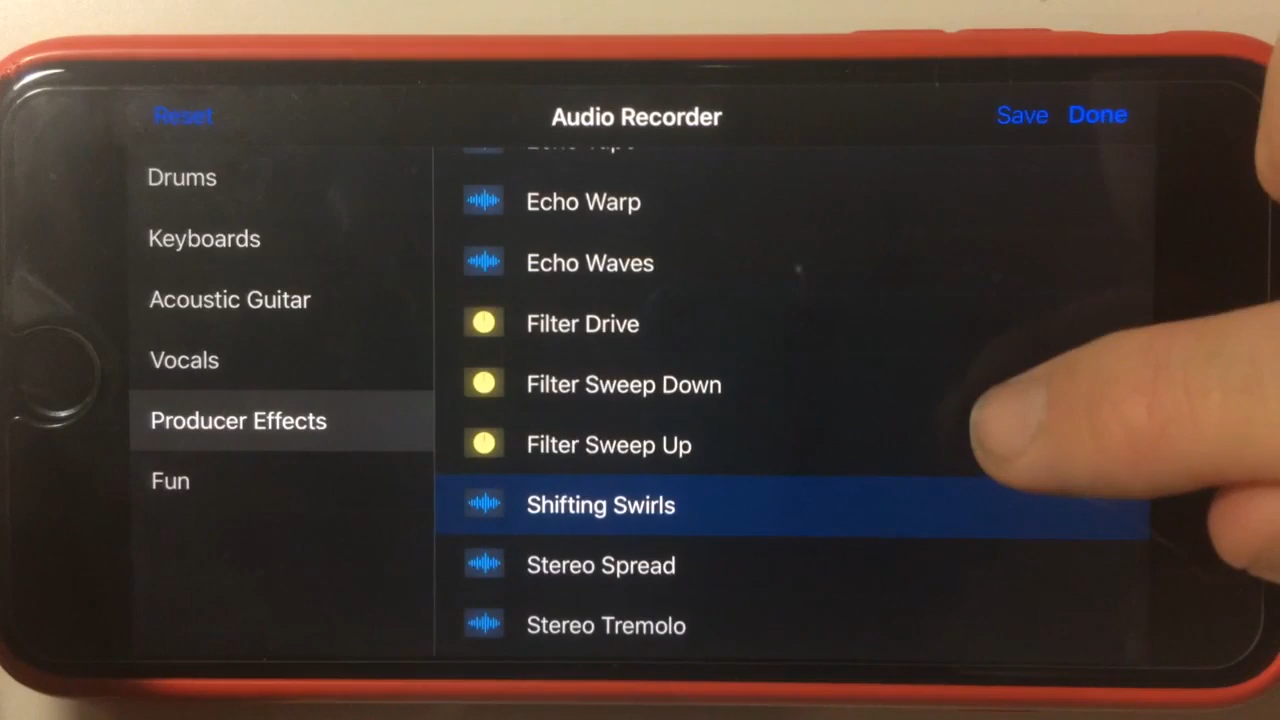 Reset
Audio Recorder
Save Done
Drums
Keyboards
Acoustic Guitar
Vocals
Producer Effects
Fun
Echo Warp
Echo Waves
Filter Drive
Filter Sweep Down
Filter Sweep Up
Shifting Swirls
Stereo Spread
Stereo Tremolo